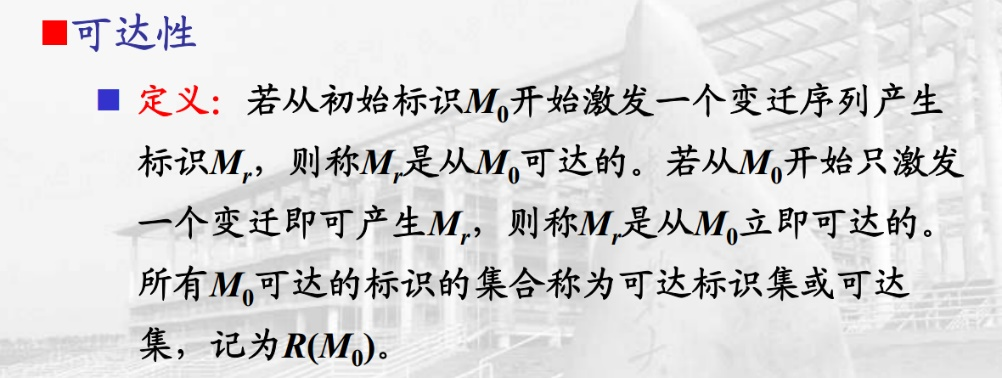 ■可达性
■ 定义：若从初始标识M₀开始激发一个变迁序列产生
标识Mᵣ，则称Mᵣ是从M₀可达的。若从M₀开始只激发
一个变迁即可产生Mᵣ，则称Mᵣ是从M₀立即可达的。
所有M₀可达的标识的集合称为可达标识集或可达
集，记为R(M₀)。